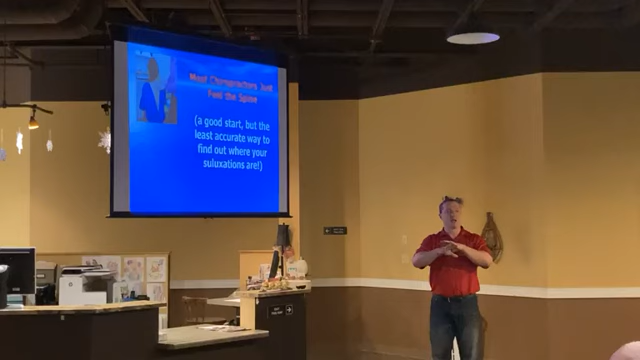 Most Chiropractors Just
Feel the Spine
(a good start, but the
least accurate way to
find out where your
suluxations are!)